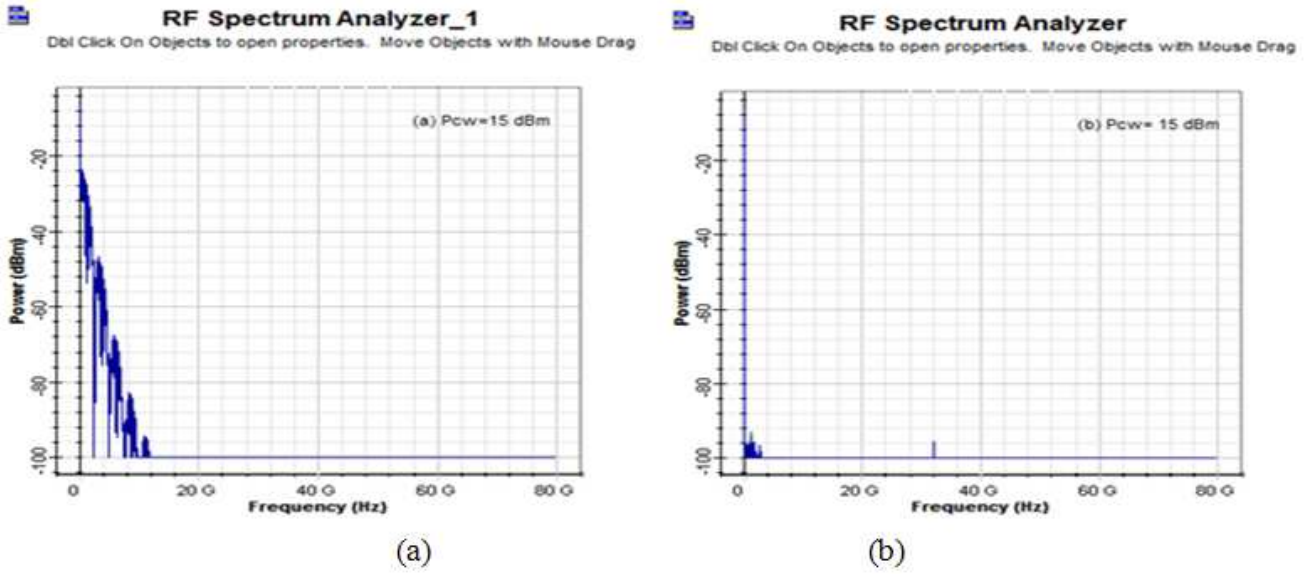 RF Spectrum Analyzer_1
Dbl Click On Objects to open properties. Move Objects with Mouse Drag
(a) Pcw=15 dBm
Power (dBm)
-20
-40
-60
-80
-100
0 20 G 40 G 60 G 80 G
Frequency (Hz)
(a)
RF Spectrum Analyzer
Dbl Click On Objects to open properties. Move Objects with Mouse Drag
(b) Pcw= 15 dBm
Power (dBm)
-20
-40
-60
-80
-100
0 20 G 40 G 60 G 80 G
Frequency (Hz)
(b)